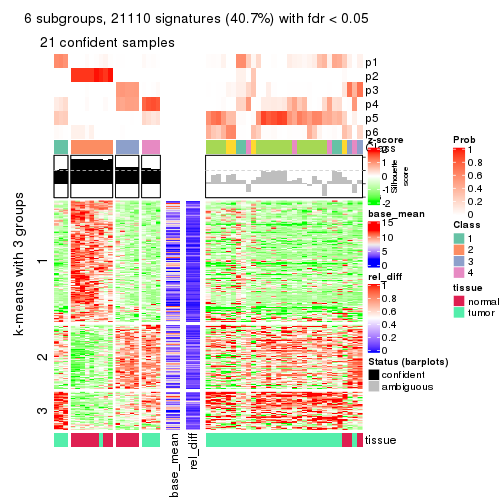 6 subgroups, 21110 signatures (40.7%) with fdr < 0.05
21 confident samples
p1
p2
p3
p4
p5
p6
Class
Silhouette
score
k-means with 3 groups
1
2
3
base_mean
rel_diff
tissue
z-score
2
1
0
-1
-2
base_mean
15
10
5
0
rel_diff
1
0.8
0.6
0.4
0.2
0
Status (barplots)
confident
ambiguous
Prob
1
0.8
0.6
0.4
0.2
0
Class
1
2
3
4
tissue
normal
tumor